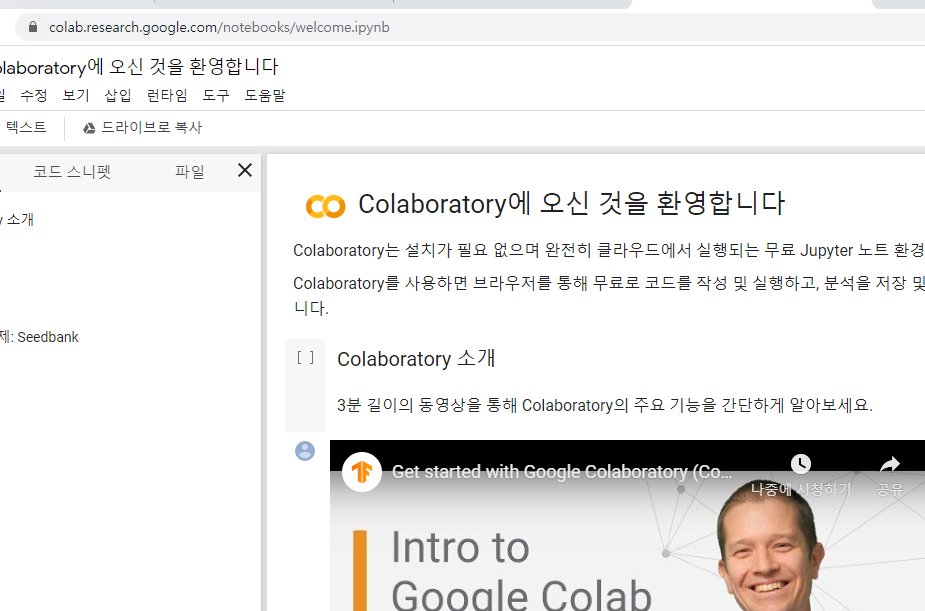 colab.research.google.com/notebooks/welcome.ipynb
olaboratory에 오신 것을 환영합니다
일 수정 보기 삽입 런타임 도구 도움말
텍스트 드라이브로 복사
코드 스니펫 파일
y 소개
제: Seedbank
Colaboratory에 오신 것을 환영합니다
Colaboratory는 설치가 필요 없으며 완전히 클라우드에서 실행되는 무료 Jupyter 노트 환경
Colaboratory를 사용하면 브라우저를 통해 무료로 코드를 작성 및 실행하고, 분석을 저장 및
니다.
[ ] Colaboratory 소개
3분 길이의 동영상을 통해 Colaboratory의 주요 기능을 간단하게 알아보세요.
Get started with Google Colaboratory (Co...
나중에 시청하기 공유
Intro to
Google Colab